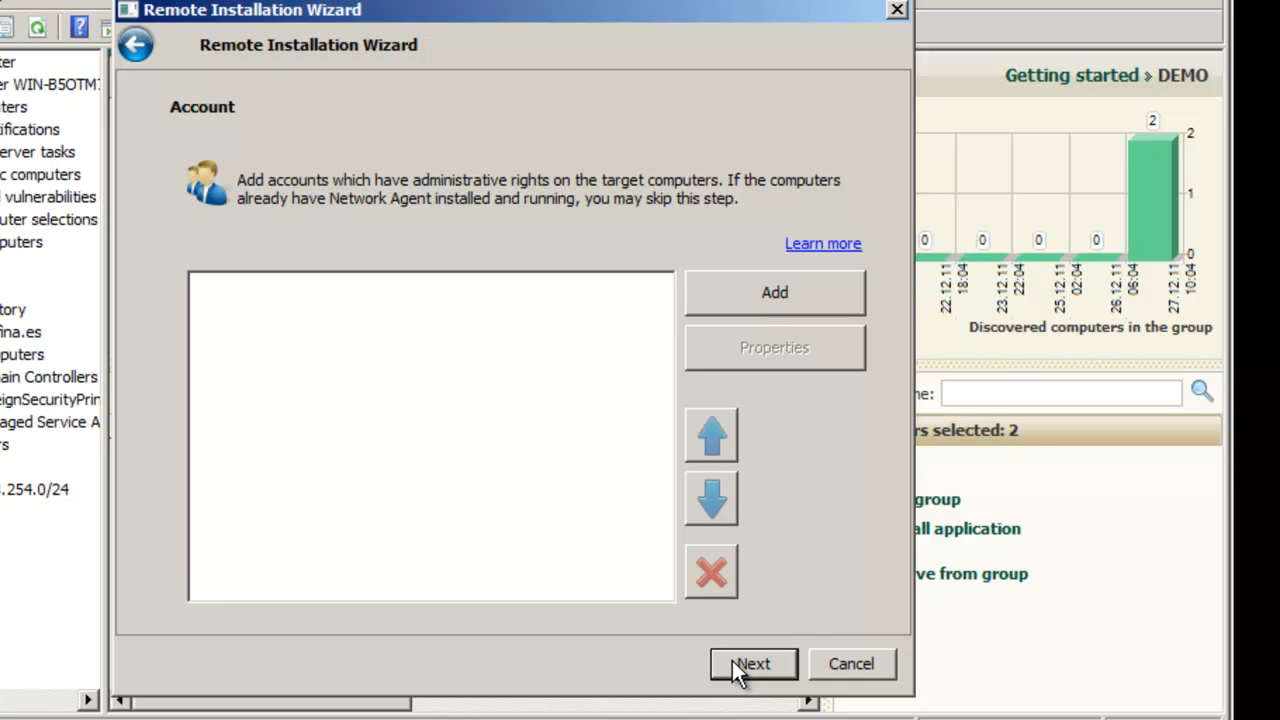 Remote Installation Wizard
Remote Installation Wizard
Account
Add accounts which have administrative rights on the target computers. If the computers
already have Network Agent installed and running, you may skip this step.
Learn more
Add
Properties
Next
Cancel
ter
er WIN-B5OTM
ters
ifications
erver tasks
c computers
l vulnerabilities
uter selections
puters
tory
fina.es
puters
ain Controllers
eignSecurityPrin
aged Service A
rs
.254.0/24
Getting started » DEMO
2
2
1
0
0
0
0
0
22.12.11 18:04
23.12.11 22:04
25.12.11 02:04
26.12.11 06:04
27.12.11 10:04
Discovered computers in the group
ne:
rs selected: 2
group
all application
ve from group